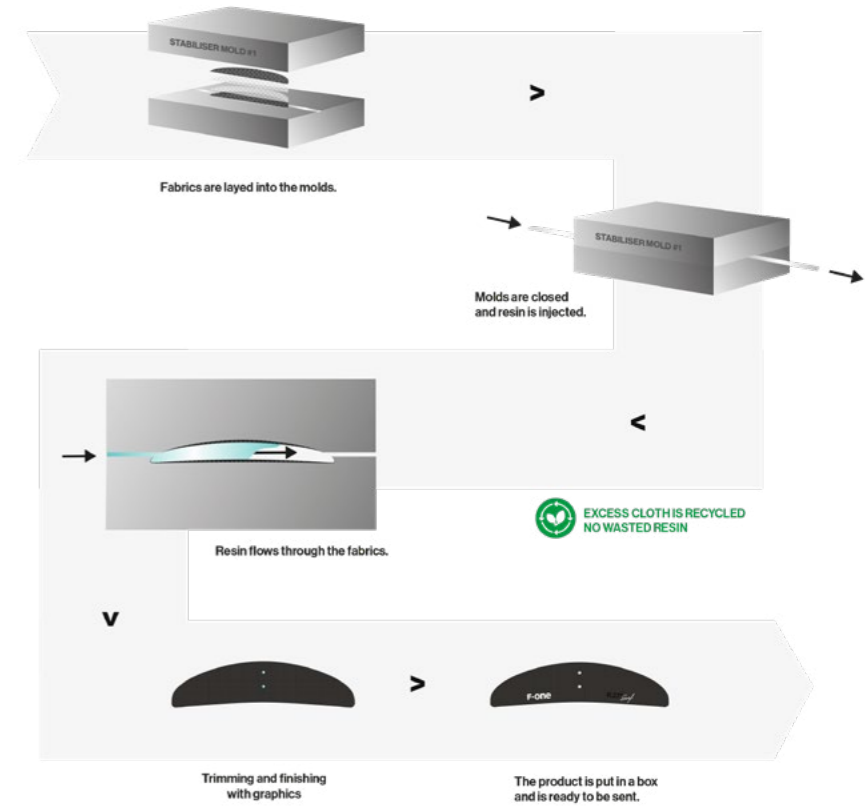 STABILISER MOLD #1
>
Fabrics are layed into the molds.
STABILISER MOLD #1
Molds are closed
and resin is injected.
<
EXCESS CLOTH IS RECYCLED
NO WASTED RESIN
Resin flows through the fabrics.
v
>
F-one
Trimming and finishing
with graphics
The product is put in a box
and is ready to be sent.